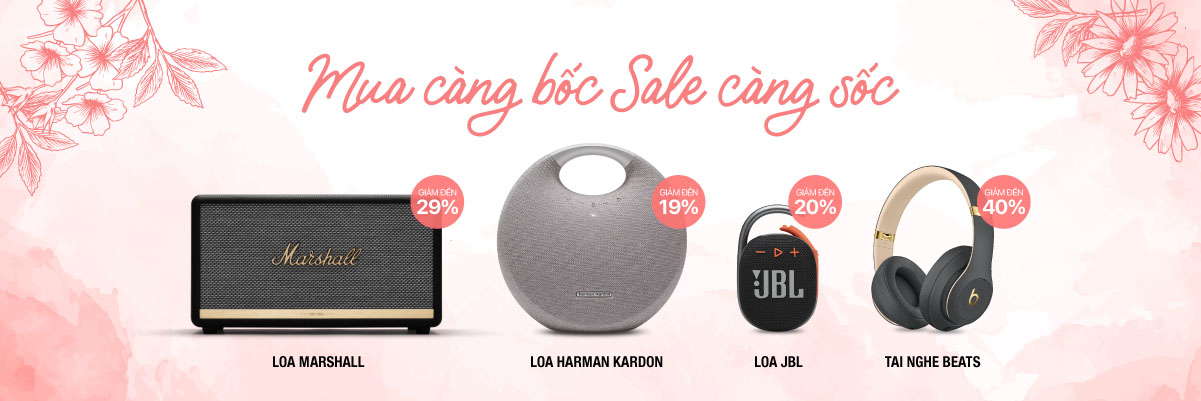 Mua càng bốc Sale càng sốc
GIẢM ĐẾN
29%
GIẢM ĐẾN
19%
GIẢM ĐẾN
20%
GIẢM ĐẾN
40%
Marshall
JBL
b
LOA MARSHALL
LOA HARMAN KARDON
LOA JBL
TAI NGHE BEATS